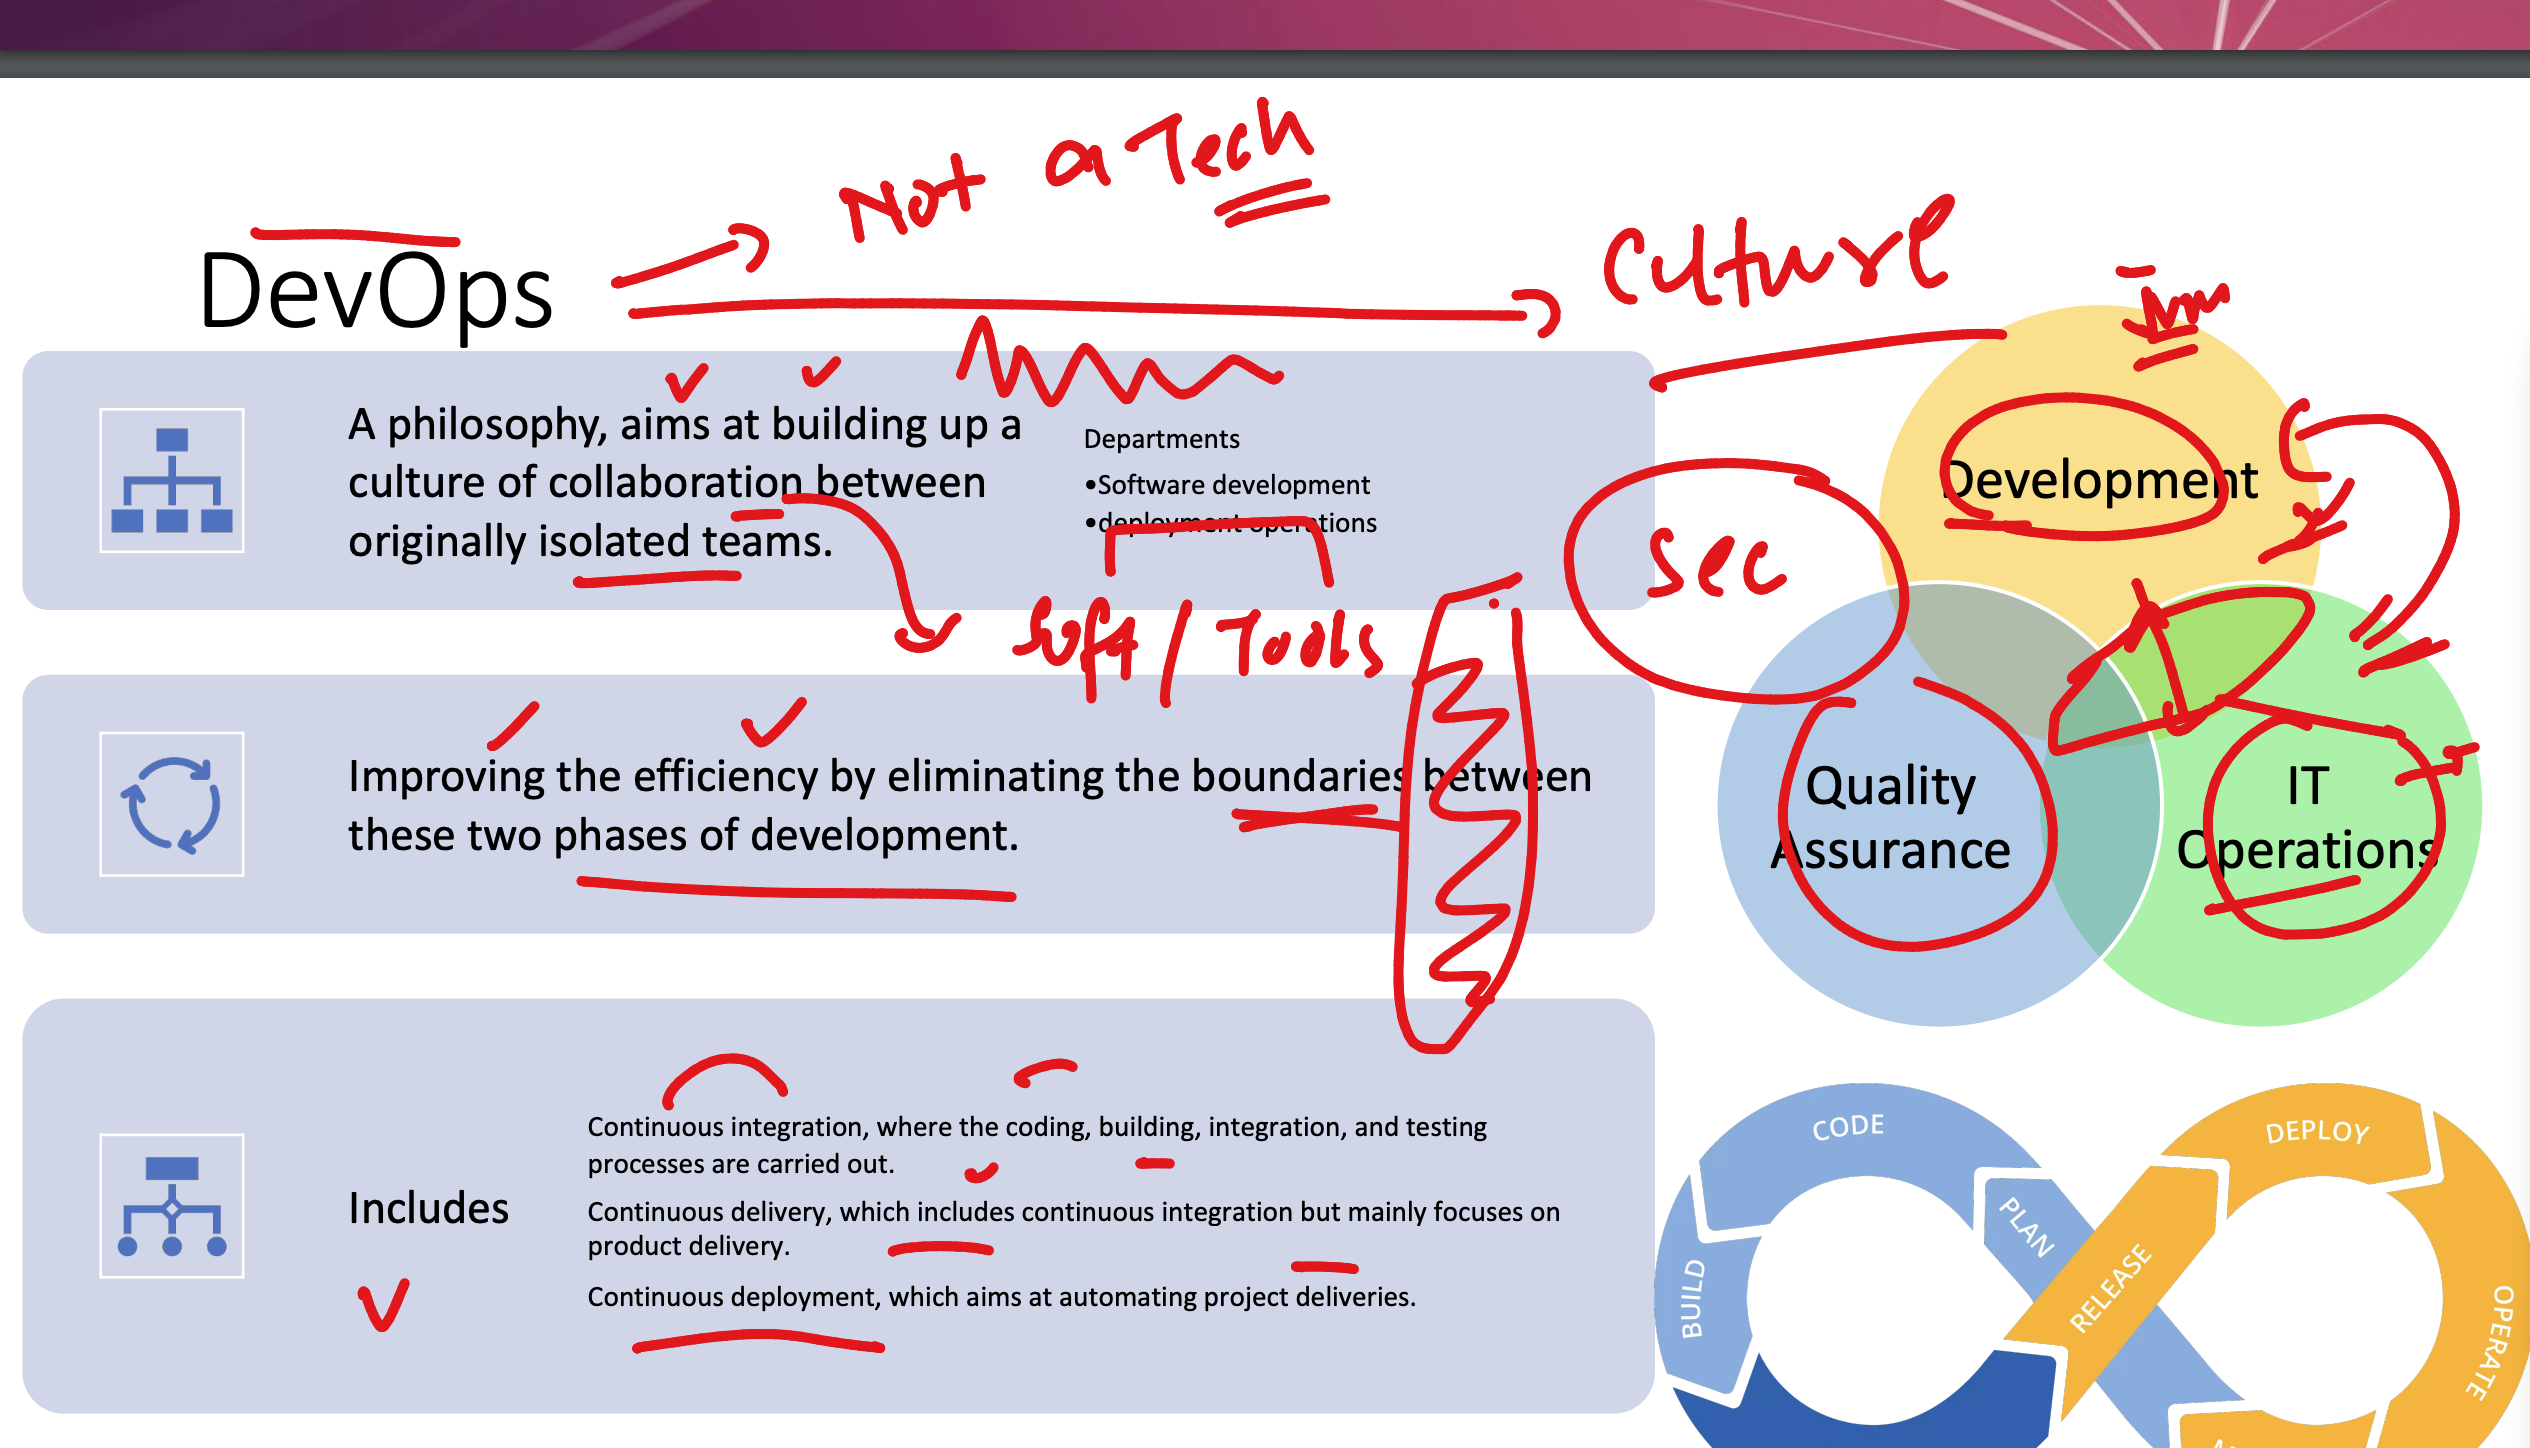 Not a Tech
Culture
DevOps
A philosophy, aims at building up a
culture of collaboration between
originally isolated teams.
Departments
•Software development
•deployment operations
Soft / Tools
Sec
Development
Quality
Assurance
IT
Operations
Improving the efficiency by eliminating the boundaries between
these two phases of development.
Includes
Continuous integration, where the coding, building, integration, and testing
processes are carried out.
Continuous delivery, which includes continuous integration but mainly focuses on
product delivery.
Continuous deployment, which aims at automating project deliveries.
CODE
BUILD
PLAN
RELEASE
DEPLOY
OPERATE